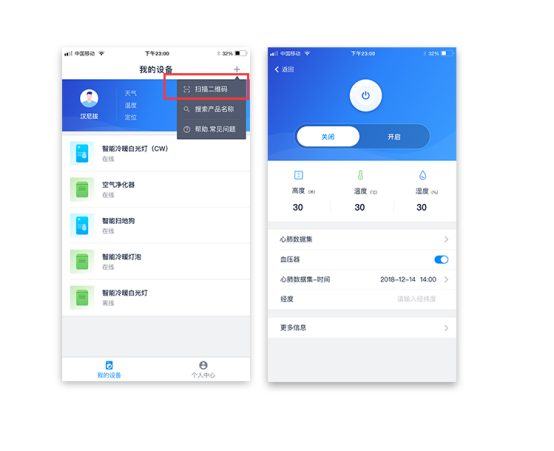 中国移动 下午23:00 32%
我的设备 +
天气
温度
定位
汉尼拔
扫描二维码
搜索产品名称
帮助.常见问题
智能冷暖白光灯（CW）
在线
空气净化器
在线
智能扫地狗
在线
智能冷暖灯泡
在线
智能冷暖白光灯
离线
我的设备
个人中心
中国移动 下午23:00 32%
返回
关闭 开启
高度 (米) 温度 (℃) 湿度 (%)
30 30 30
心肺数据集
血压器
心肺数据集-时间 2018-12-14 14:00
经度 请输入经纬度
更多信息